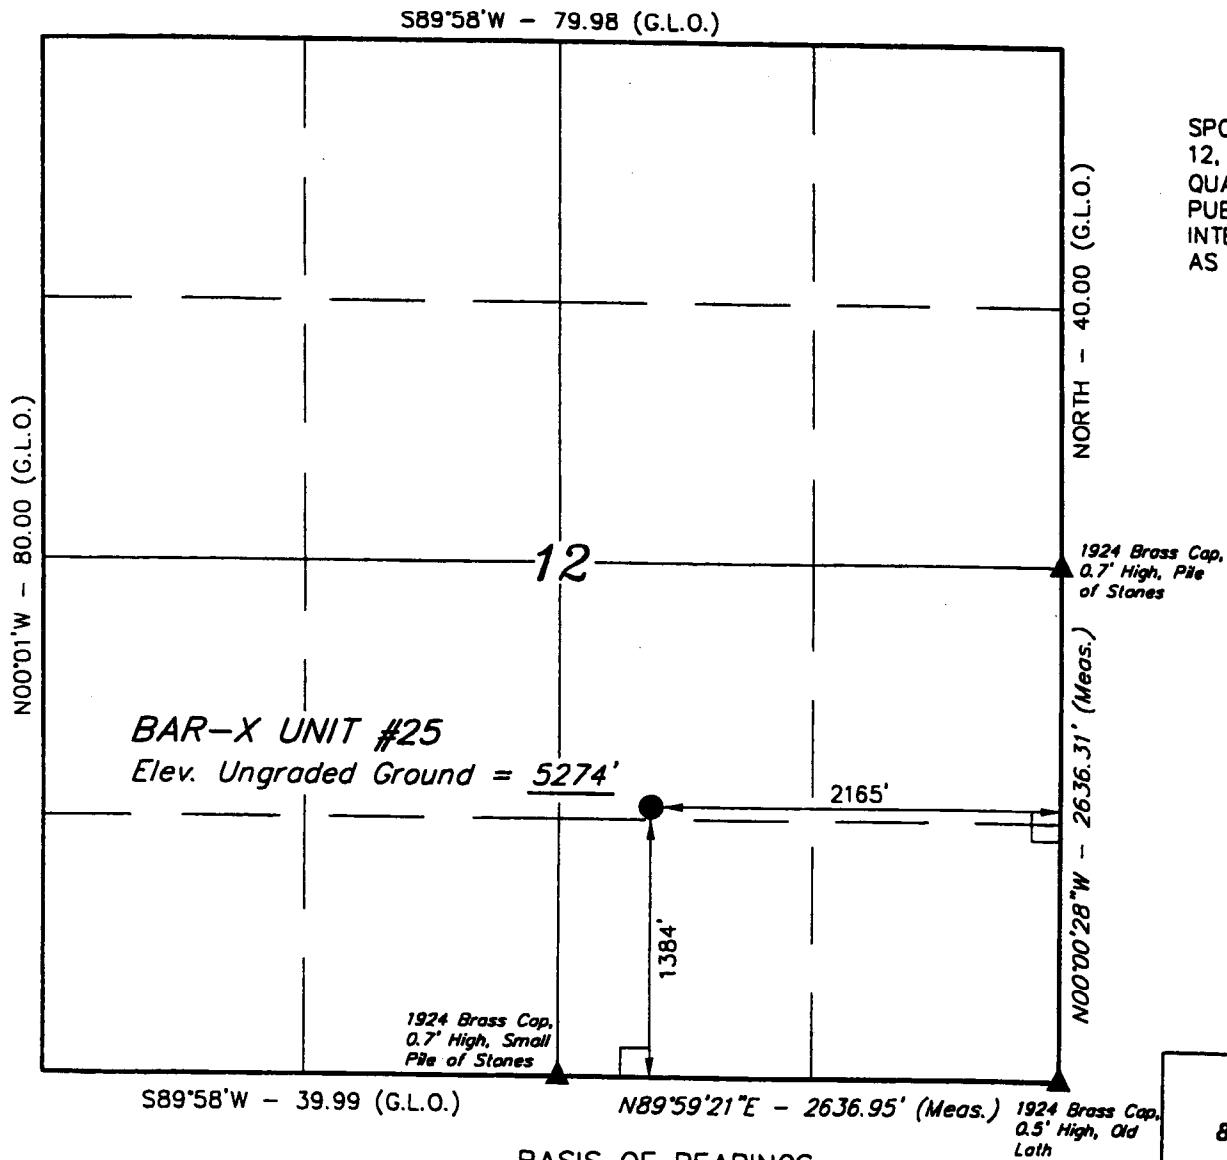 S89°58'W - 79.98 (G.L.O.)
SPO
12,
QUA
PUB
INTE
AS
NORTH - 40.00 (G.L.O.)
N00°01'W - 80.00 (G.L.O.)
12
1924 Brass Cap,
0.7' High, Pile
of Stones
BAR-X UNIT #25
Elev. Ungraded Ground = 5274'
2165'
N00°00'28"W - 2636.31' (Meas.)
1384'
1924 Brass Cap,
0.7' High, Small
Pile of Stones
S89°58'W - 39.99 (G.L.O.)
N89°59'21"E - 2636.95' (Meas.)
1924 Brass Cap,
0.5' High, Old
Lath
8
BASIS OF BEARINGS